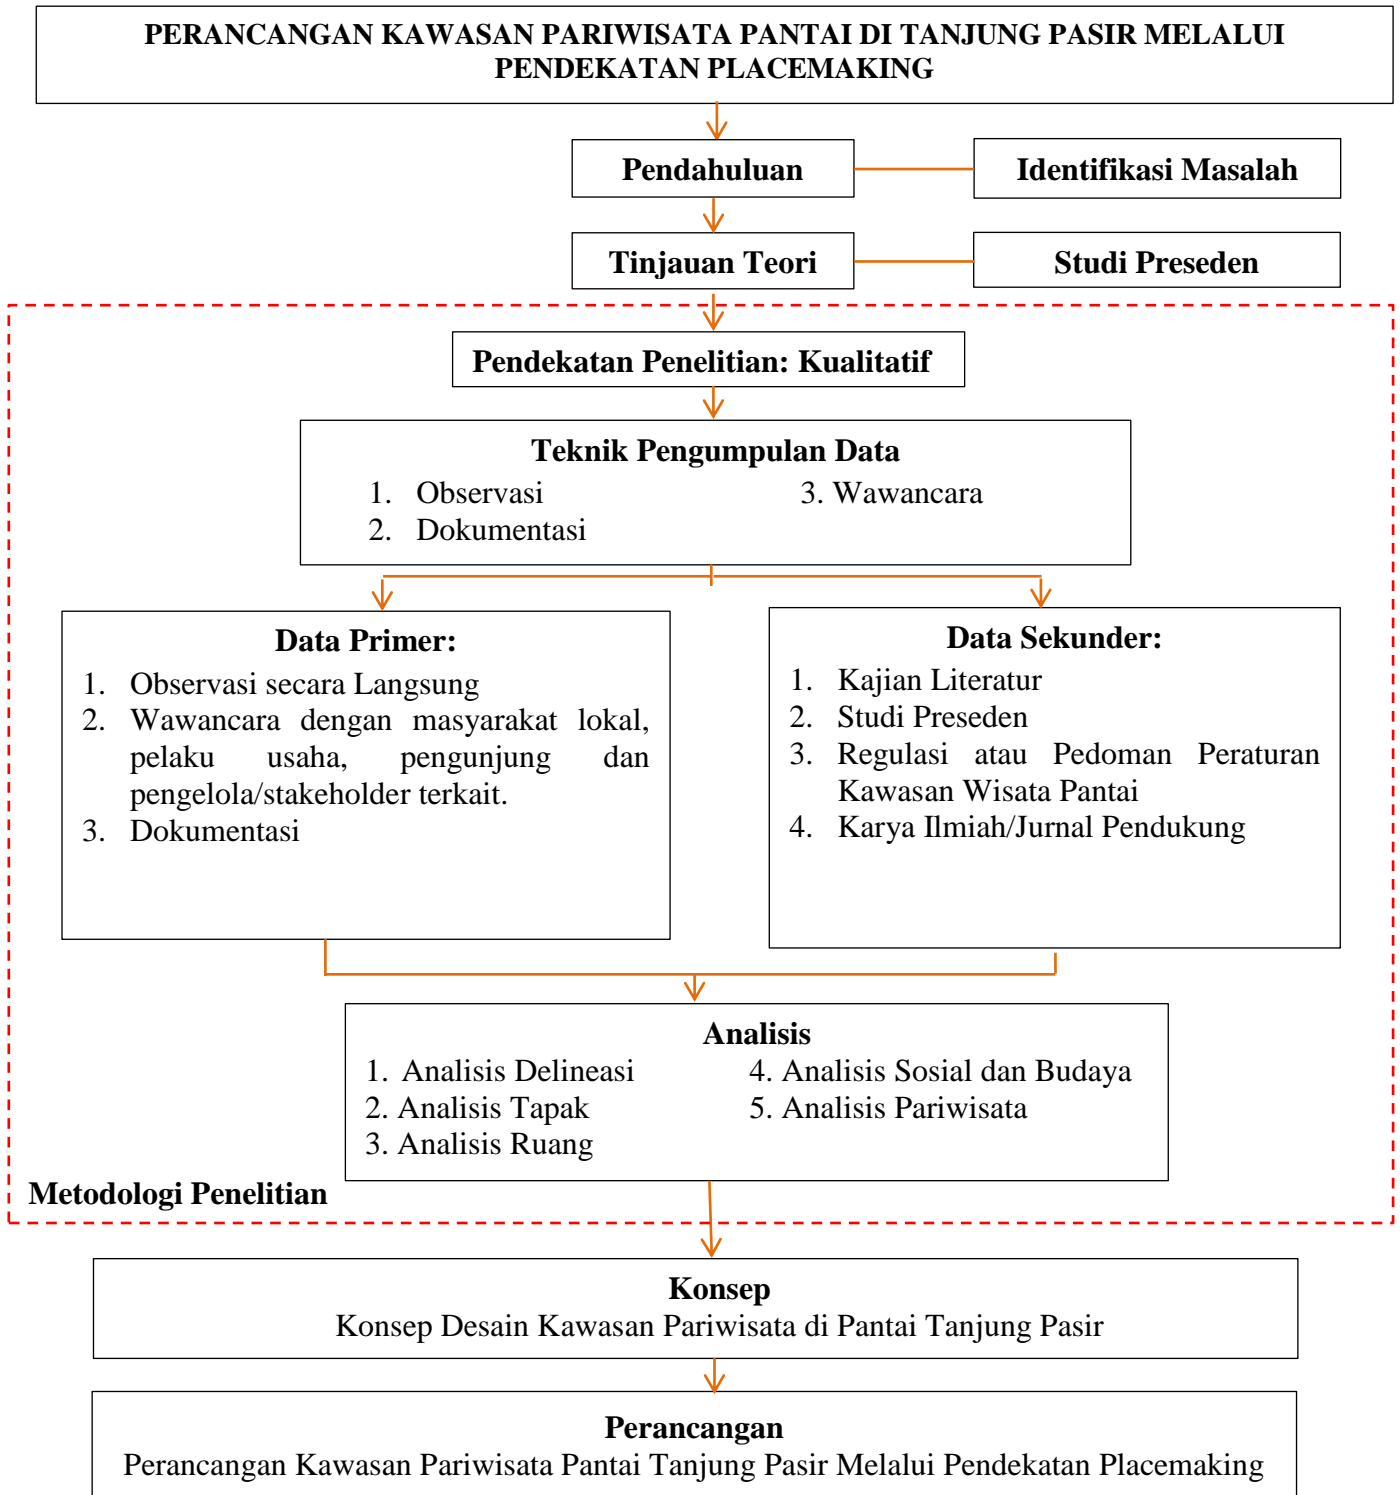 PERANCANGAN KAWASAN PARIWISATA PANTAI DI TANJUNG PASIR MELALUI
PENDEKATAN PLACEMAKING
Pendahuluan
Identifikasi Masalah
Tinjauan Teori
Studi Preseden
Pendekatan Penelitian: Kualitatif
Teknik Pengumpulan Data
1. Observasi
2. Dokumentasi
3. Wawancara
Data Primer:
1. Observasi secara Langsung
2. Wawancara dengan masyarakat lokal,
pelaku usaha, pengunjung dan
pengelola/stakeholder terkait.
3. Dokumentasi
Data Sekunder:
1. Kajian Literatur
2. Studi Preseden
3. Regulasi atau Pedoman Peraturan
Kawasan Wisata Pantai
4. Karya Ilmiah/Jurnal Pendukung
Analisis
1. Analisis Delineasi
2. Analisis Tapak
3. Analisis Ruang
4. Analisis Sosial dan Budaya
5. Analisis Pariwisata
Metodologi Penelitian
Konsep
Konsep Desain Kawasan Pariwisata di Pantai Tanjung Pasir
Perancangan
Perancangan Kawasan Pariwisata Pantai Tanjung Pasir Melalui Pendekatan Placemaking